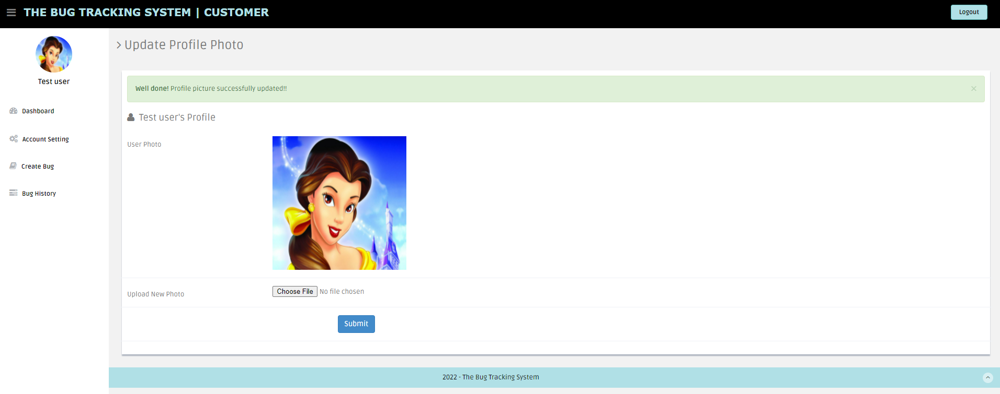 THE BUG TRACKING SYSTEM | CUSTOMER
Logout
Test user
Dashboard
Account Setting
Create Bug
Bug History
Update Profile Photo
Well done! Profile picture successfully updated!!
Test user's Profile
User Photo
Upload New Photo
Choose File No file chosen
Submit
2022 - The Bug Tracking System